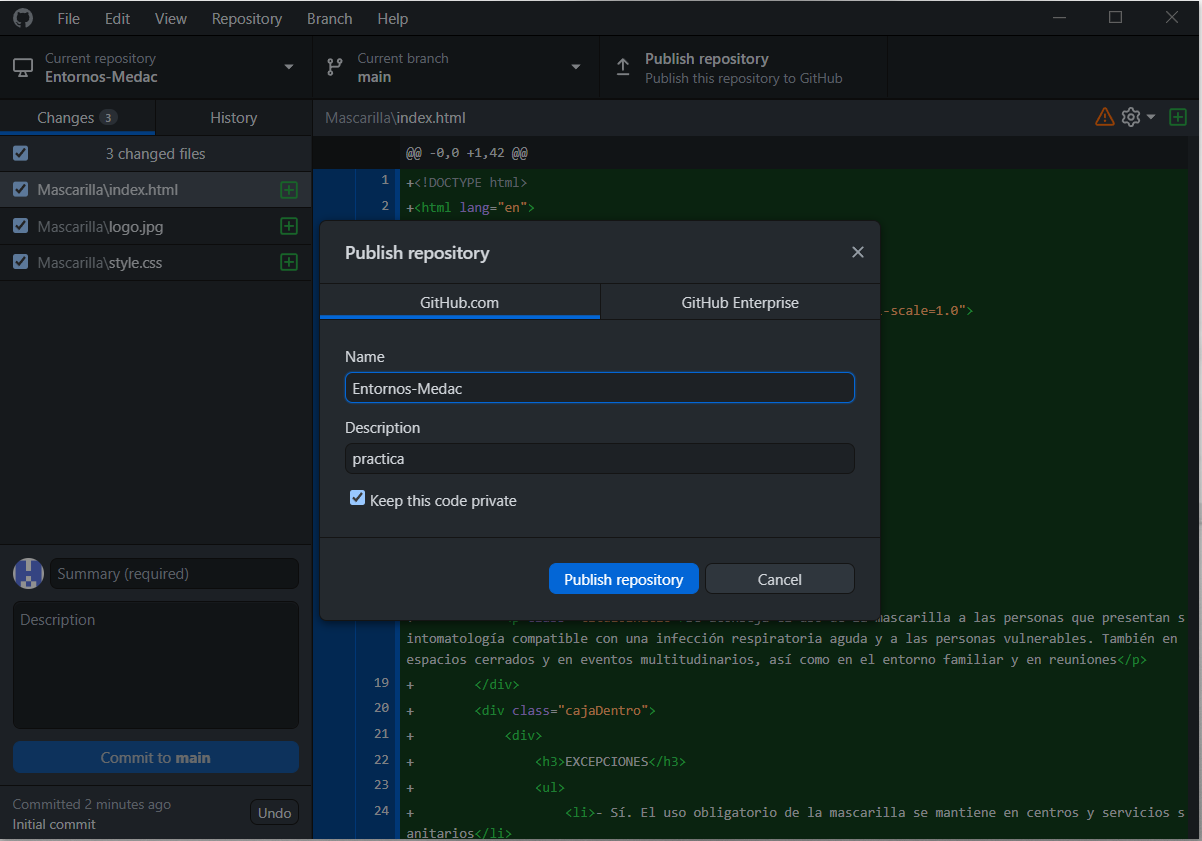 File Edit View Repository Branch Help
Current repository
Entornos-Medac
Current branch
main
Publish repository
Publish this repository to GitHub
Changes 3
History
Mascarilla\index.html
3 changed files
@@ -0,0 +1,42 @@
Mascarilla\index.html
Mascarilla\logo.jpg
Mascarilla\style.css
1 +<!DOCTYPE html>
2 +<html lang="en">
Publish repository
GitHub.com
GitHub Enterprise
-scale=1.0">
Name
Entornos-Medac
Description
practica
Keep this code private
Publish repository
Cancel
mascarilla a las personas que presentan s
intomatología compatible con una infección respiratoria aguda y a las personas vulnerables. También en
espacios cerrados y en eventos multitudinarios, así como en el entorno familiar y en reuniones</p>
19 + </div>
20 + <div class="cajaDentro">
21 + <div>
22 + <h3>EXCEPCIONES</h3>
23 + <ul>
24 + <li>- Sí. El uso obligatorio de la mascarilla se mantiene en centros y servicios s
anitarios</li>
Summary (required)
Description
Commit to main
Committed 2 minutes ago
Initial commit
Undo